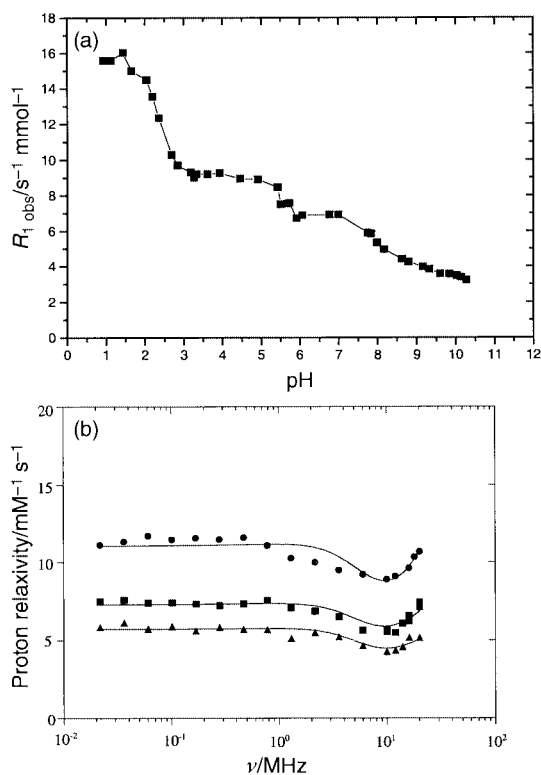 (a)
18
16
14
12
10
8
6
4
2
0
R1 obs/s⁻¹ mmol⁻¹
0 1 2 3 4 5 6 7 8 9 10 11 12
pH
(b)
20
15
10
5
0
Proton relaxivity/mM⁻¹ s⁻¹
10⁻² 10⁻¹ 10⁰ 10¹ 10²
ν/MHz